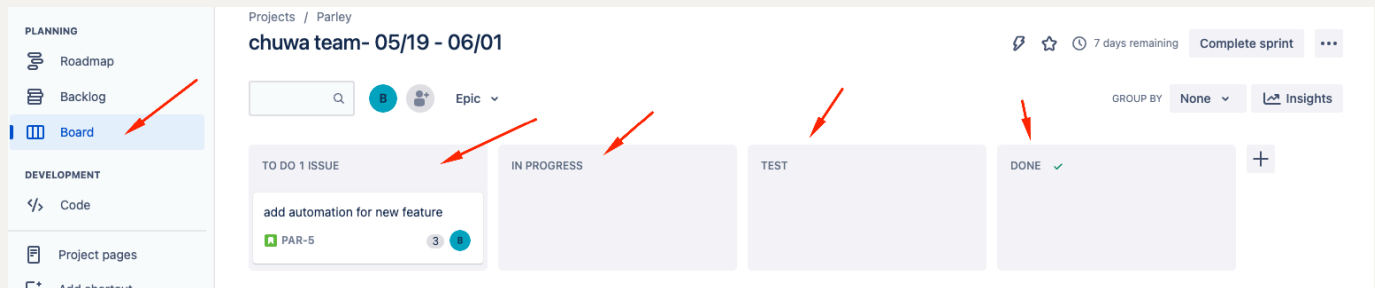 PLANNING
Roadmap
Backlog
Board
DEVELOPMENT
Code
Project pages
Add shortcut
Projects / Parley
chuwa team- 05/19 - 06/01
7 days remaining
Complete sprint
B
Epic
GROUP BY
None
Insights
TO DO 1 ISSUE
IN PROGRESS
TEST
DONE
add automation for new feature
PAR-5
3
B